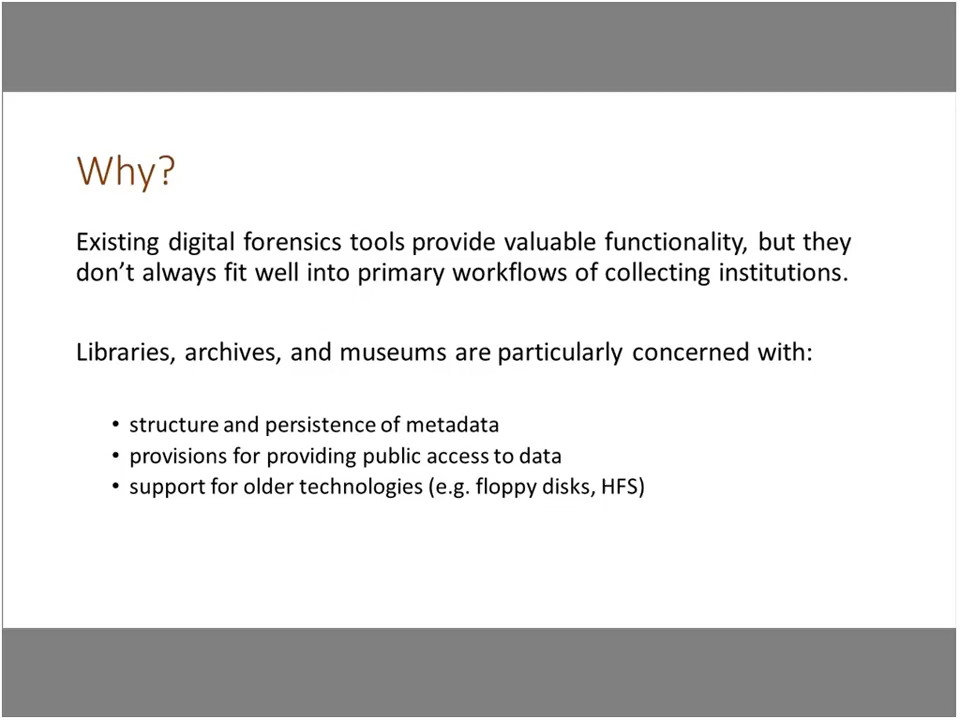 Why?
Existing digital forensics tools provide valuable functionality, but they
don't always fit well into primary workflows of collecting institutions.
Libraries, archives, and museums are particularly concerned with:
• structure and persistence of metadata
• provisions for providing public access to data
• support for older technologies (e.g. floppy disks, HFS)